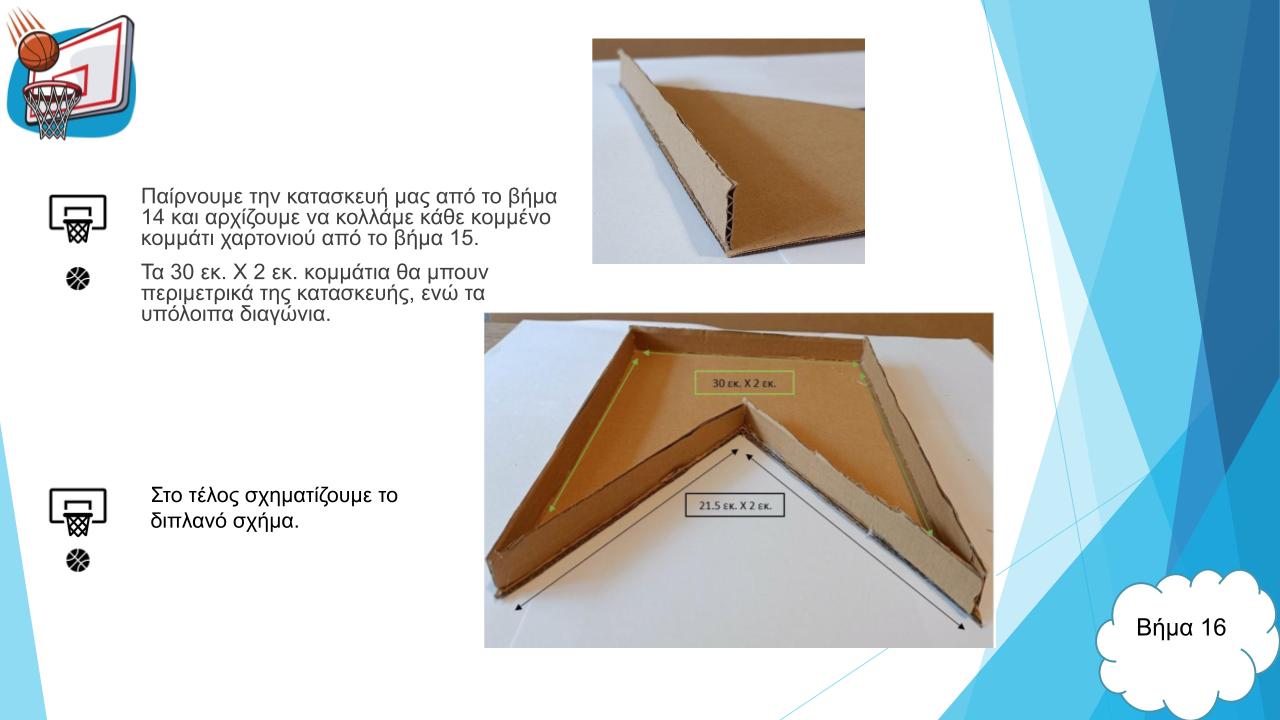 Παίρνουμε την κατασκευή μας από το βήμα
14 και αρχίζουμε να κολλάμε κάθε κομμένο
κομμάτι χαρτονιού από το βήμα 15.
Τα 30 εκ. Χ 2 εκ. κομμάτια θα μπουν
περιμετρικά της κατασκευής, ενώ τα
υπόλοιπα διαγώνια.
30 εκ. Χ 2 εκ.
21.5 εκ. Χ 2 εκ.
Στο τέλος σχηματίζουμε το
διπλανό σχήμα.
Βήμα 16